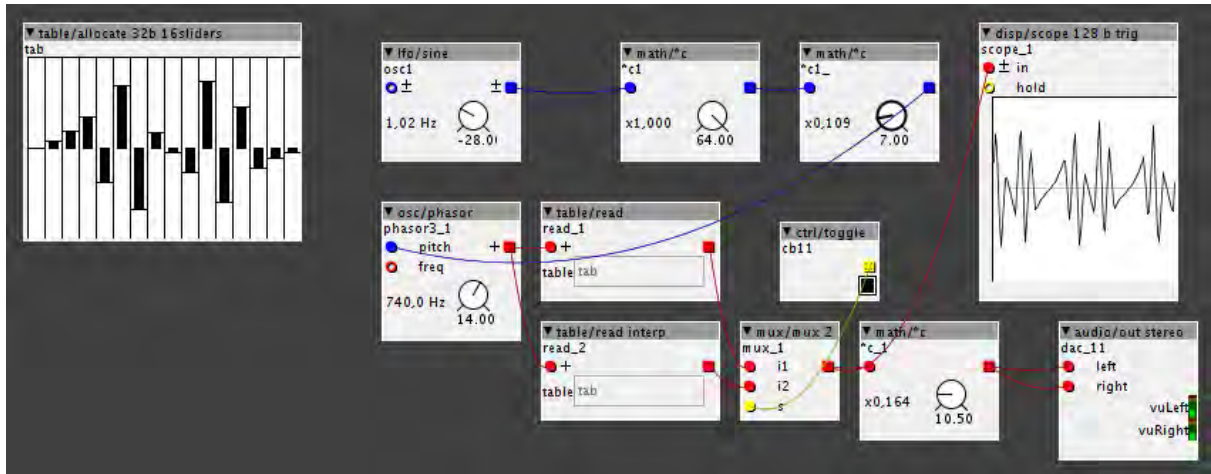 ▼ table/allocate 32b 16sliders
tab
▼ lfo/sine
osc1
± ±
1,02 Hz
-28.0
▼ math/*c
*c1
x1,000
64.00
▼ math/*c
*c1_
x0,109
7.00
▼ disp/scope 128 b trig
scope_1
± in
hold
▼ osc/phasor
phasor3_1
pitch +
freq
740,0 Hz
14.00
▼ table/read
read_1
+
table tab
▼ ctrl/toggle
cb11
▼ table/read interp
read_2
+
table tab
▼ mux/mux 2
mux_1
i1
i2
s
▼ math/*c
*c_1
x0,164
10.50
▼ audio/out stereo
dac_11
left
right
vuLeft
vuRight